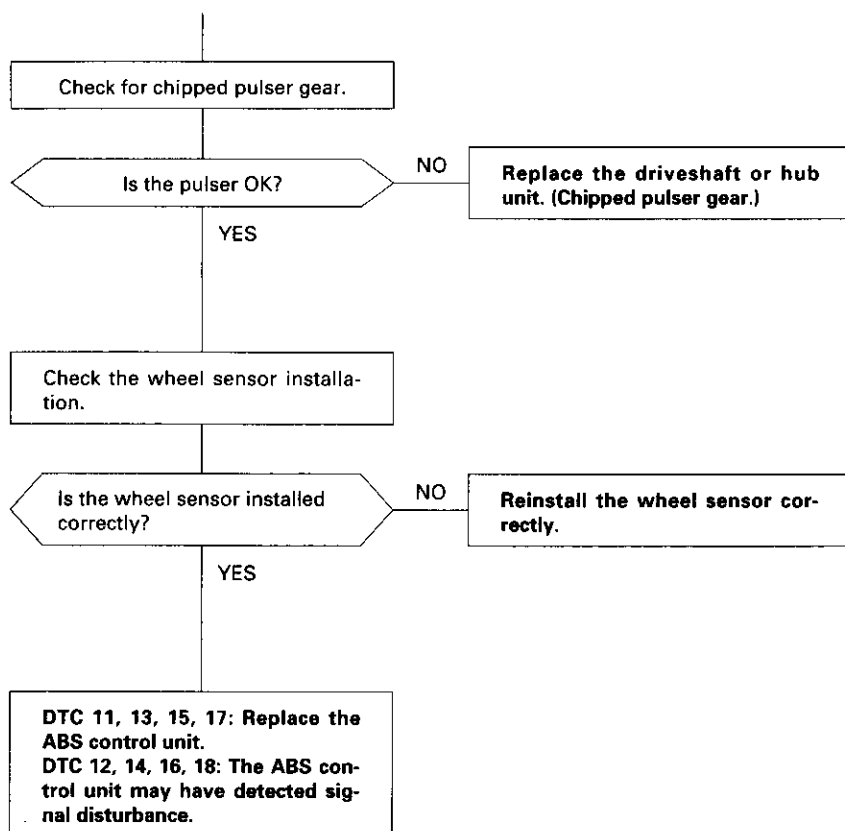 Check for chipped pulser gear.
Is the pulser OK?
NO
Replace the driveshaft or hub
unit. (Chipped pulser gear.)
YES
Check the wheel sensor installa-
tion.
Is the wheel sensor installed
correctly?
NO
Reinstall the wheel sensor cor-
rectly.
YES
DTC 11, 13, 15, 17: Replace the
ABS control unit.
DTC 12, 14, 16, 18: The ABS con-
trol unit may have detected sig-
nal disturbance.